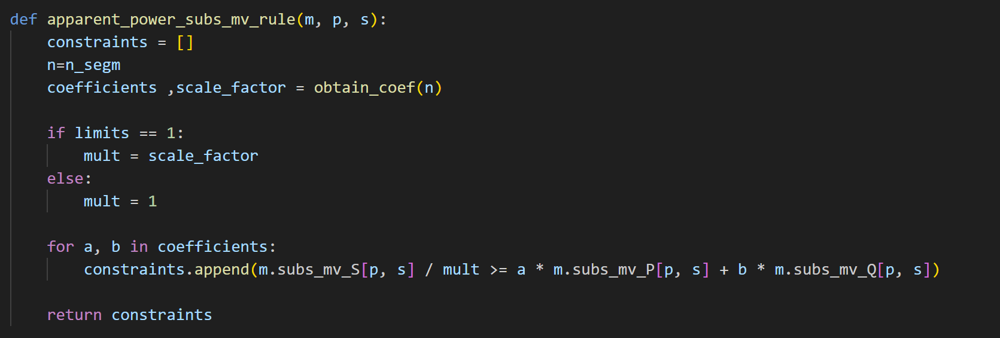 def apparent_power_subs_mv_rule(m, p, s):
    constraints = []
    n=n_segm
    coefficients ,scale_factor = obtain_coef(n)
    if limits == 1:
        mult = scale_factor
    else:
        mult = 1
    for a, b in coefficients:
        constraints.append(m.subs_mv_S[p, s] / mult >= a * m.subs_mv_P[p, s] + b * m.subs_mv_Q[p, s])
    return constraints